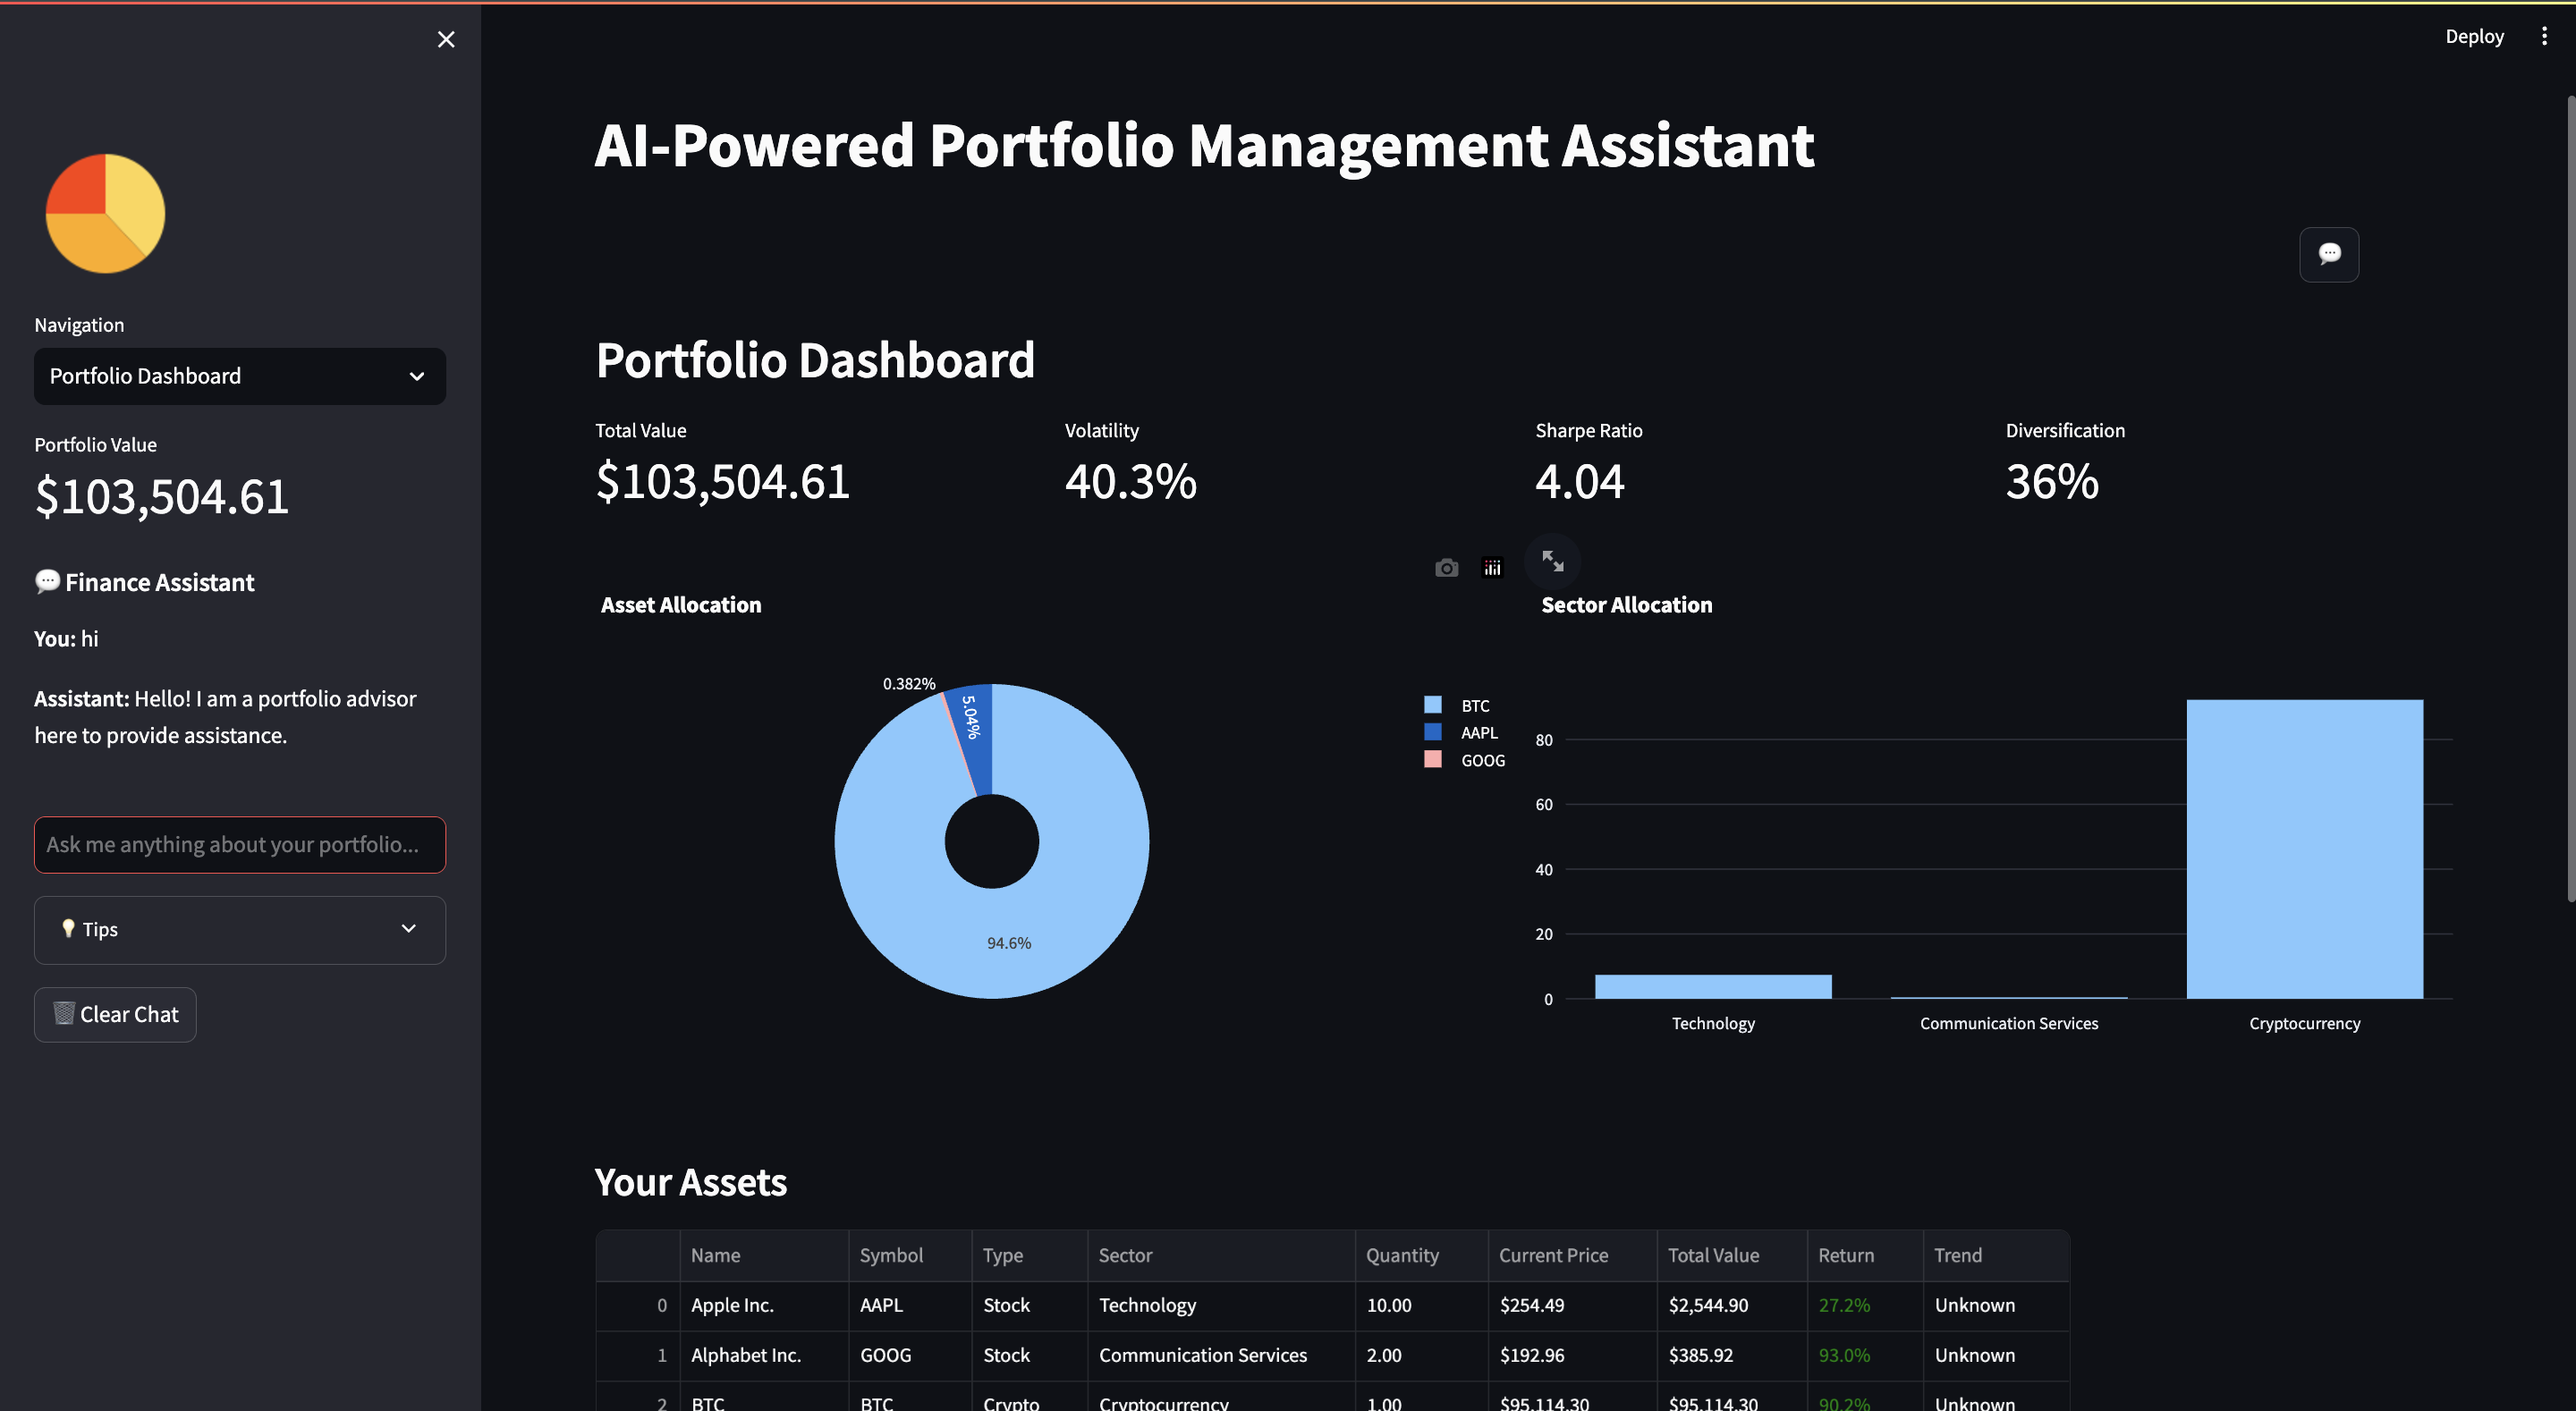 Deploy
Navigation
Portfolio Dashboard
Portfolio Value
$103,504.61
💬 Finance Assistant
You: hi
Assistant: Hello! I am a portfolio advisor
here to provide assistance.
Ask me anything about your portfolio...
💡 Tips
🗑️ Clear Chat
AI-Powered Portfolio Management Assistant
💬
Portfolio Dashboard
Total Value Volatility Sharpe Ratio Diversification
$103,504.61 40.3% 4.04 36%
Asset Allocation
0.382%
5.04%
94.6%
BTC
AAPL
GOOG
Sector Allocation
80
60
40
20
0
Technology Communication Services Cryptocurrency
Your Assets
Name Symbol Type Sector Quantity Current Price Total Value Return Trend
0 Apple Inc. AAPL Stock Technology 10.00 $254.49 $2,544.90 27.2% Unknown
1 Alphabet Inc. GOOG Stock Communication Services 2.00 $192.96 $385.92 93.0% Unknown
2 BTC BTC Crypto Cryptocurrency 1.00 $95,114.30 $95,114.30 90.2% Unknown